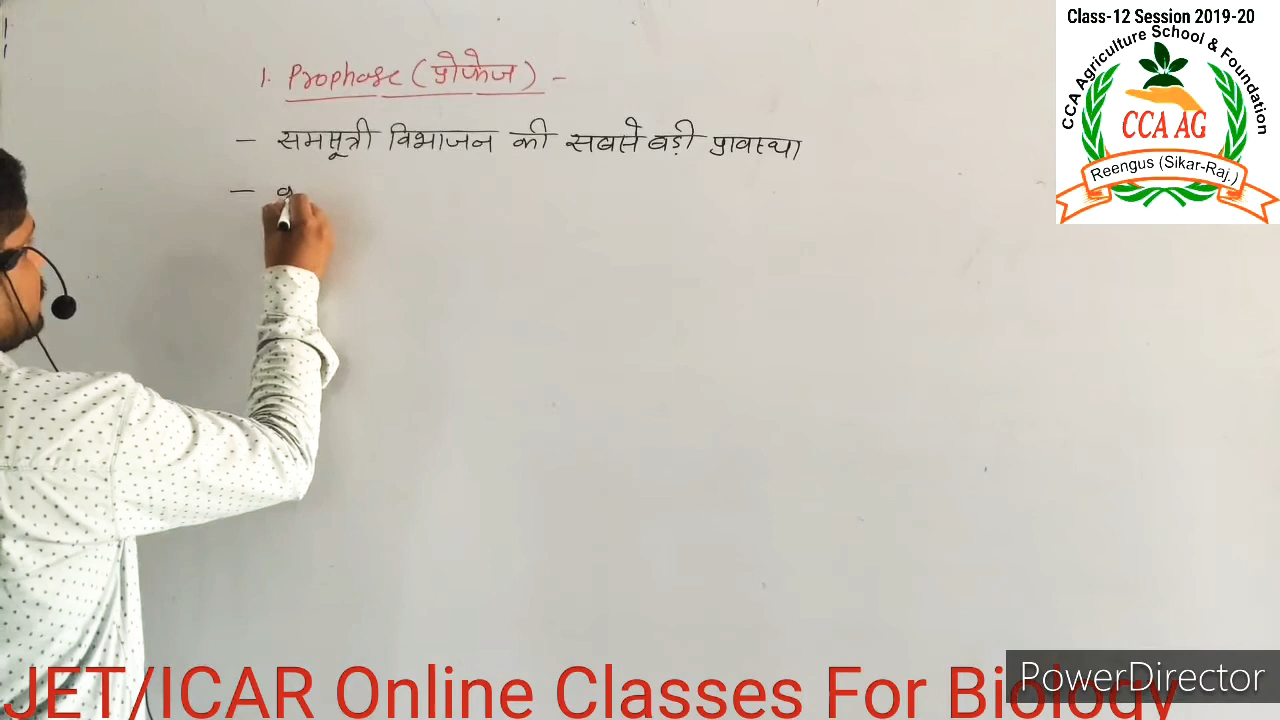 Class-12 Session 2019-20
CCA Agriculture School & Foundation
CCA AG
Reengus (Sikar-Raj.)
1. Prophase (प्रोफेज) -
- समसूत्री विभाजन की सबसे बड़ी प्रावस्था
-
JET/ICAR Online Classes For Biology
PowerDirector